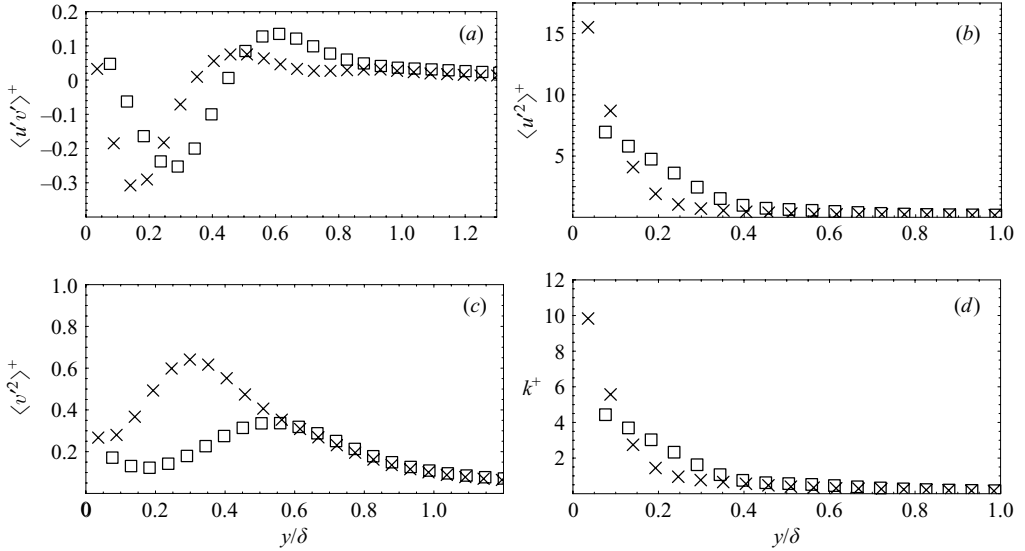 0.2
0.1
0
–0.1
–0.2
–0.3
⟨u′v′⟩⁺
(a)
0 0.2 0.4 0.6 0.8 1.0 1.2
15
10
5
⟨u′²⟩⁺
(b)
0 0.2 0.4 0.6 0.8 1.0
1.0
0.8
0.6
0.4
0.2
⟨v′²⟩⁺
(c)
0 0.2 0.4 0.6 0.8 1.0
y/δ
12
10
8
6
4
2
k⁺
(d)
0 0.2 0.4 0.6 0.8 1.0
y/δ